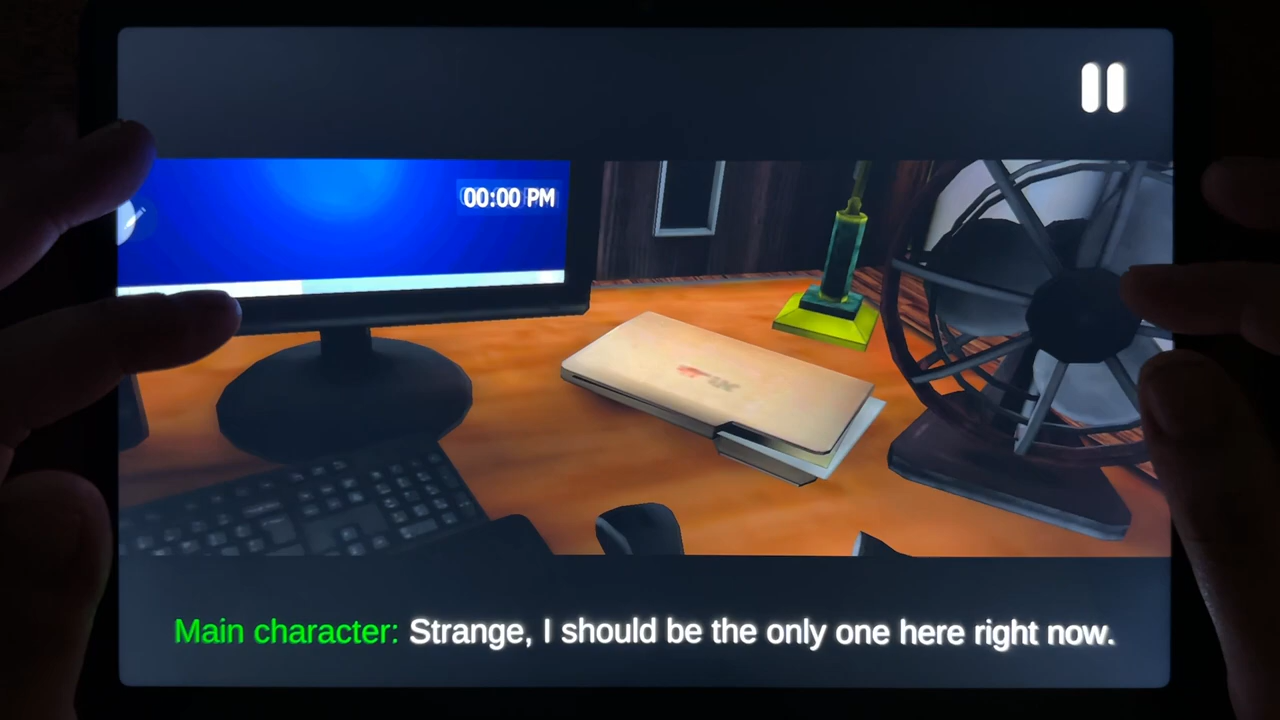 00:00 PM
Main character: Strange, I should be the only one here right now.